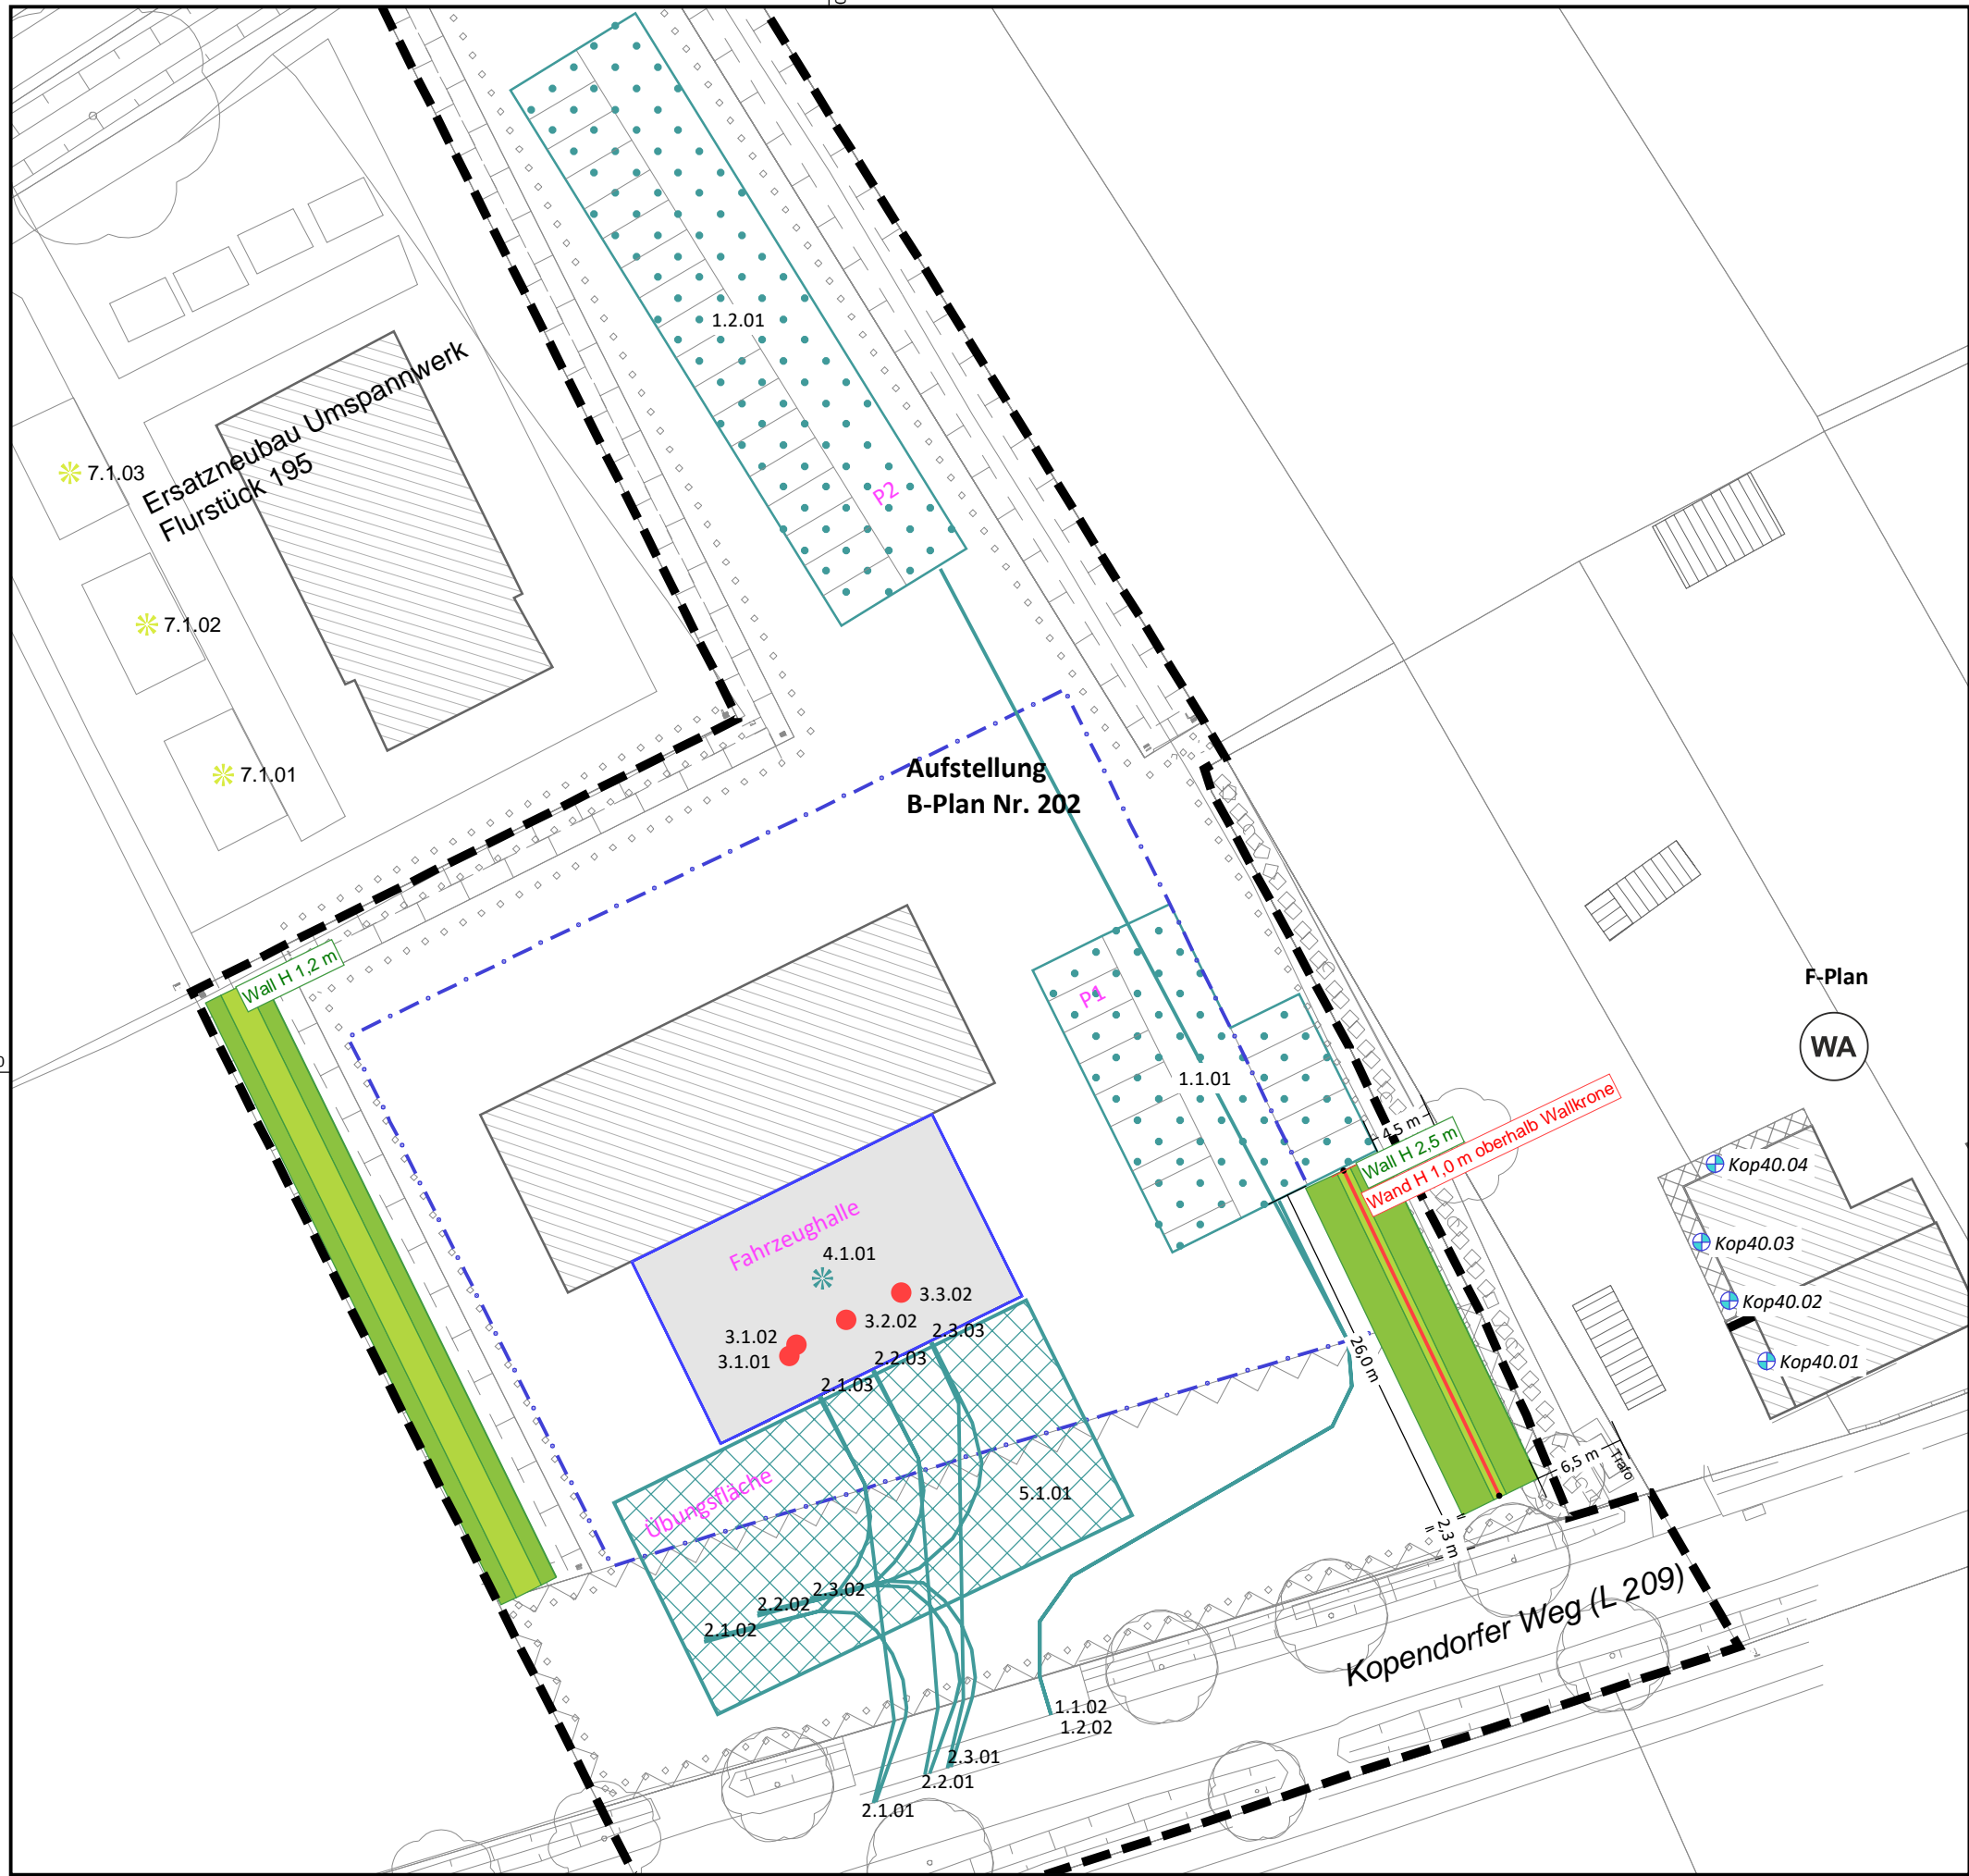 1.2.01
P2
Ersatzneubau Umspannwerk
Flurstück 195
7.1.03
7.1.02
7.1.01
Aufstellung
B-Plan Nr. 202
Wall H 1,2 m
F-Plan
WA
P1
1.1.01
4,5 m
Wall H 2,5 m
Wand H 1,0 m oberhalb Wallkrone
Kop40.04
Kop40.03
Kop40.02
Kop40.01
Fahrzeughalle
4.1.01
3.3.02
3.2.02
3.1.02
3.1.01
2.3.03
2.2.03
2.1.03
26,0 m
6,5 m
Trafo
2,3 m
Übungsfläche
5.1.01
2.3.02
2.2.02
2.1.02
Kopendorfer Weg (L 209)
1.1.02
1.2.02
2.3.01
2.2.01
2.1.01